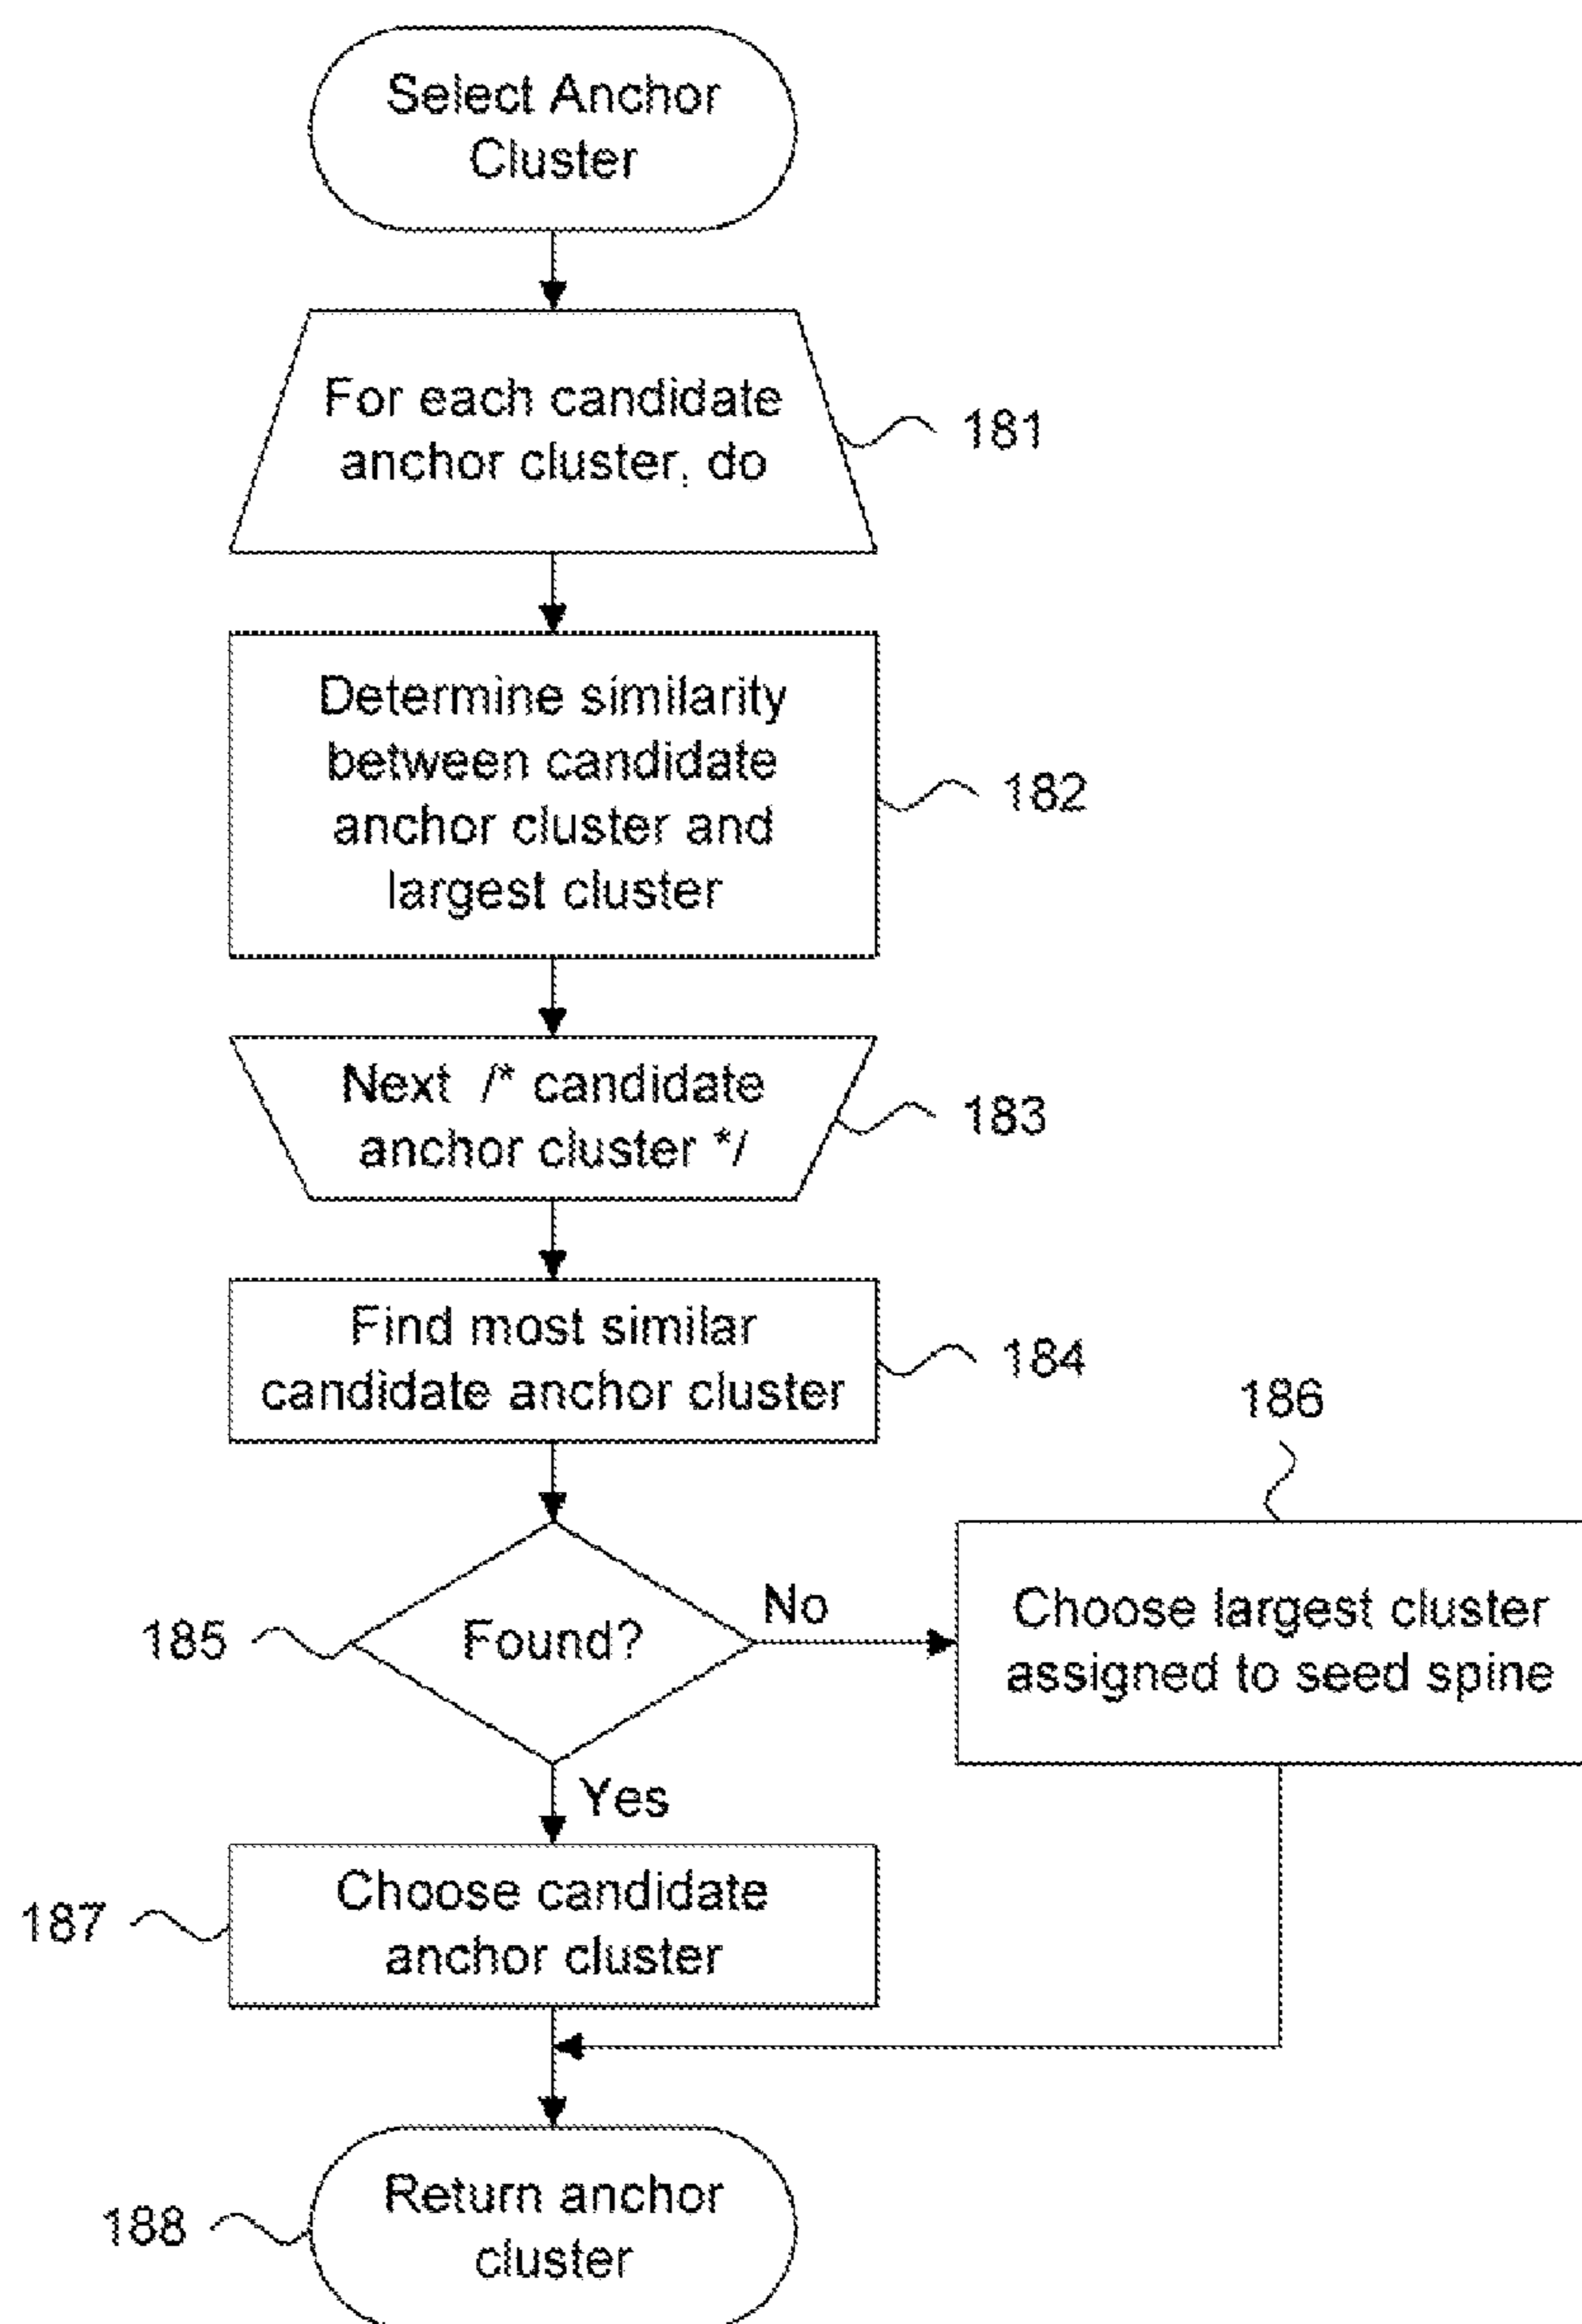 Select Anchor
Cluster
For each candidate
anchor cluster, do
181
Determine similarity
between candidate
anchor cluster and
largest cluster
182
Next /* candidate
anchor cluster */
183
Find most similar
candidate anchor cluster
184
186
185
Found?
No
Choose largest cluster
assigned to seed spine
Yes
187
Choose candidate
anchor cluster
188
Return anchor
cluster